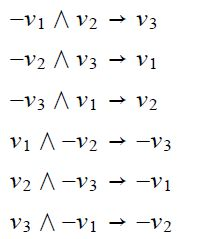 −v₁ ∧ v₂ → v₃
−v₂ ∧ v₃ → v₁
−v₃ ∧ v₁ → v₂
v₁ ∧ −v₂ → −v₃
v₂ ∧ −v₃ → −v₁
v₃ ∧ −v₁ → −v₂